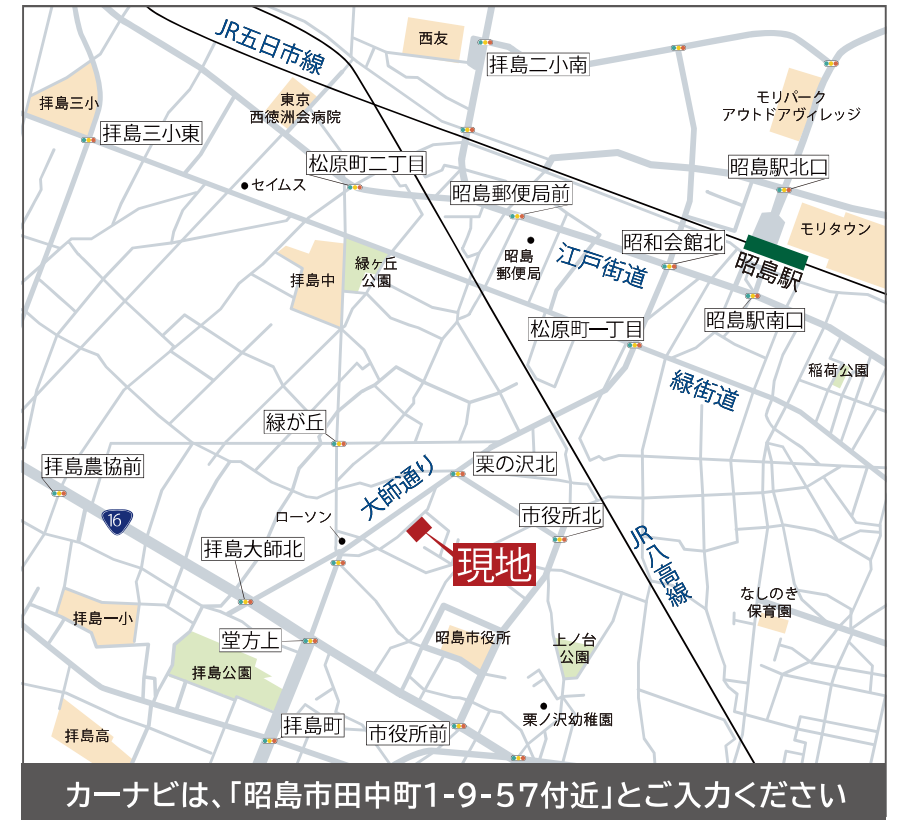 JR五日市線
西友
拝島二小南
拝島三小
拝島三小東
東京
西徳洲会病院
モリパーク
アウトドアヴィレッジ
松原町二丁目
セイムス
昭島郵便局前
昭島駅北口
昭島
郵便局
江戸街道
昭和会館北
モリタウン
昭島駅
拝島中
緑ヶ丘
公園
昭島駅南口
松原町一丁目
稲荷公園
緑街道
緑が丘
拝島農協前
大師通り
栗の沢北
16
ローソン
市役所北
拝島大師北
現地
JR八高線
なしのき
保育園
拝島一小
堂方上
昭島市役所
上ノ台
公園
拝島公園
拝島高
拝島町
市役所前
栗ノ沢幼稚園
カーナビは、「昭島市田中町1-9-57付近」とご入力ください